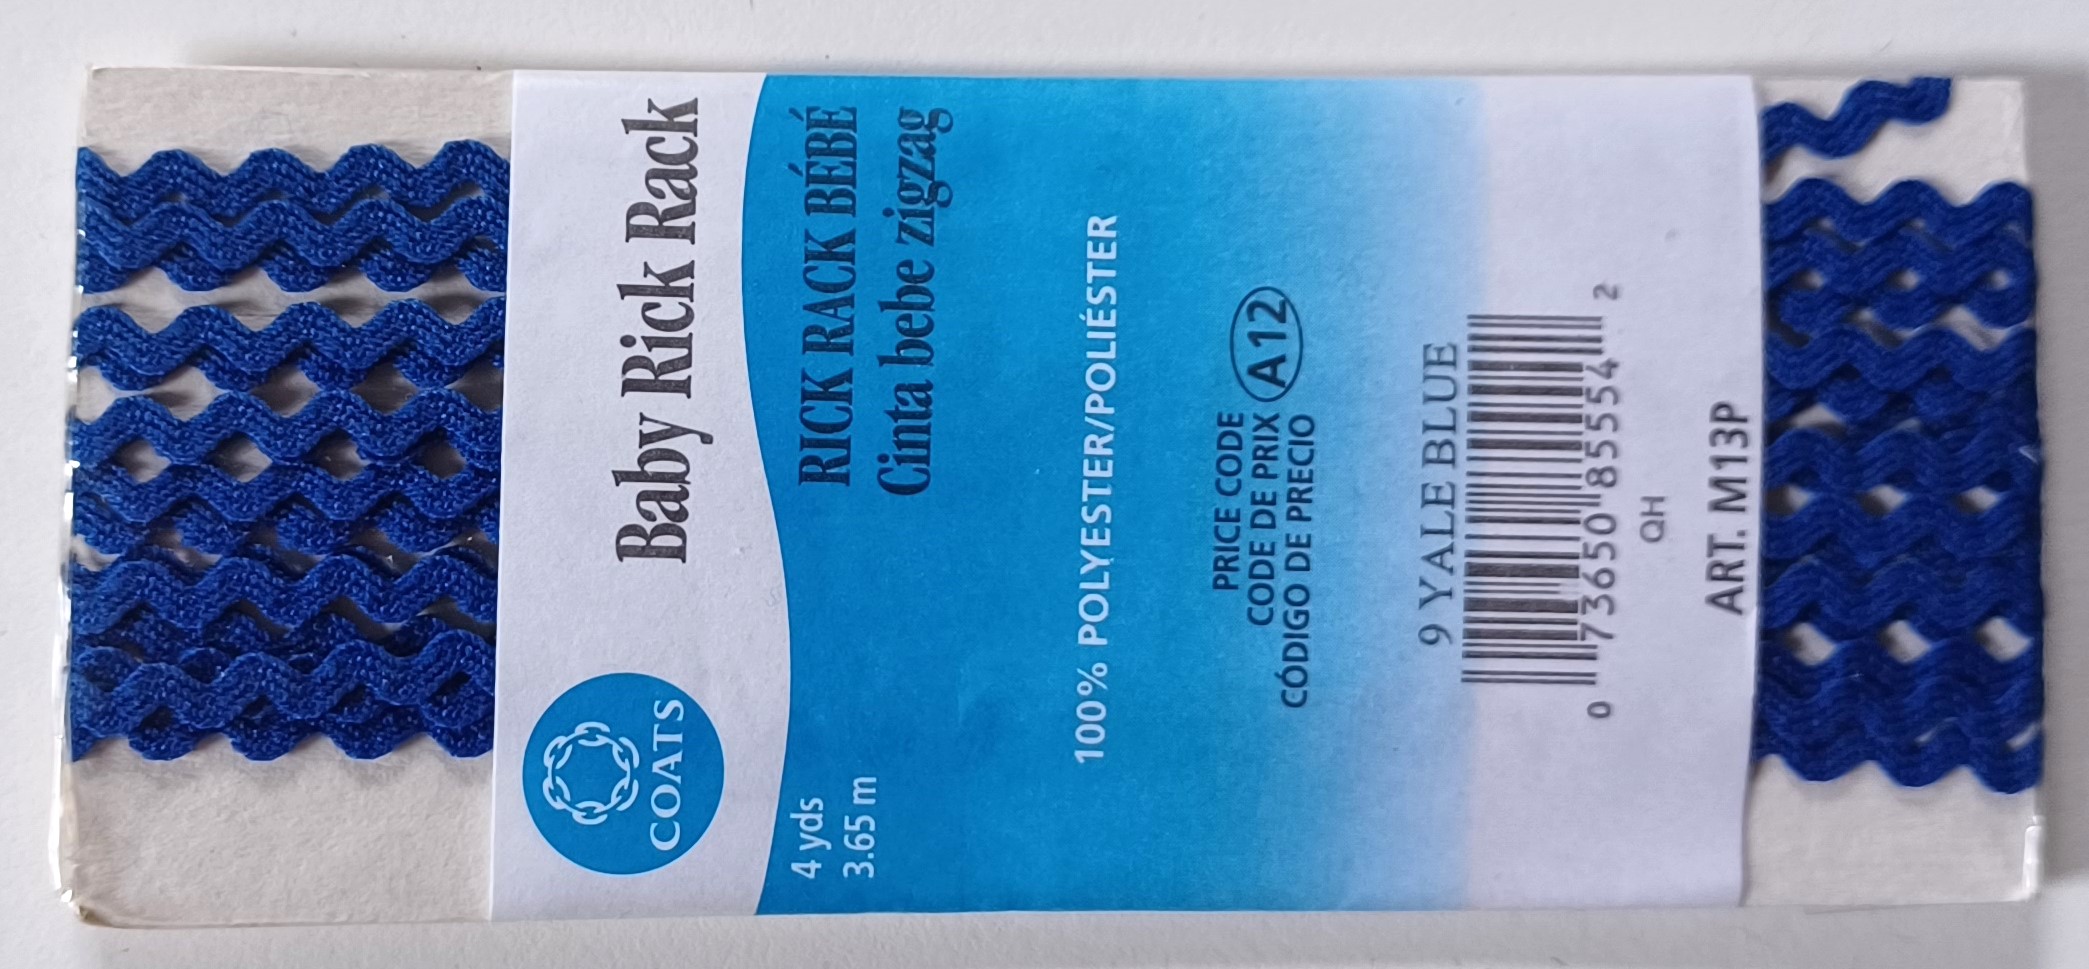 Baby Rick Rack
COATS
RICK RACK BÉBÉ
Cinta bebe zigzag
4 yds
3.65 m
100% POLYESTER/POLIÉSTER
PRICE CODE
CODE DE PRIX A12
CÓDIGO DE PRECIO
9 YALE BLUE
0 73650 85554 2
QH
ART. M13P